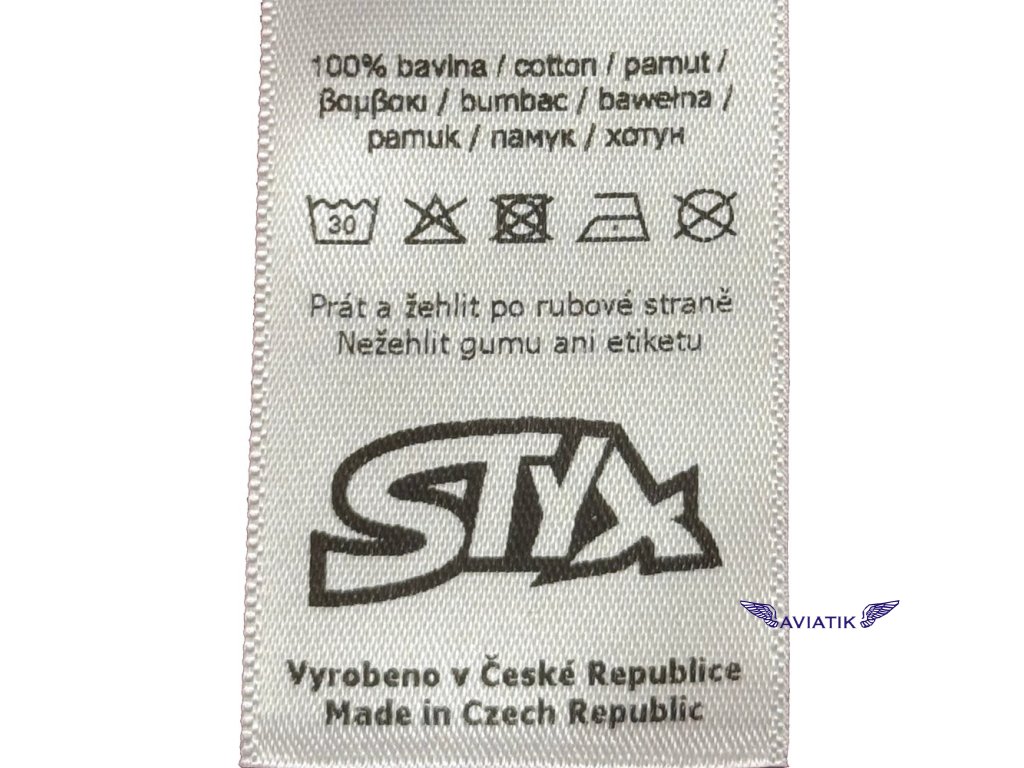 100% bavlna / cotton / pamut /
βαμβακι / bumbac / bawełna /
pamuk / памук / хотун
30
Prát a žehlit po rubové straně
Nežehlit gumu ani etiketu
STYX
AVIATIK
Vyrobeno v České Republice
Made in Czech Republic